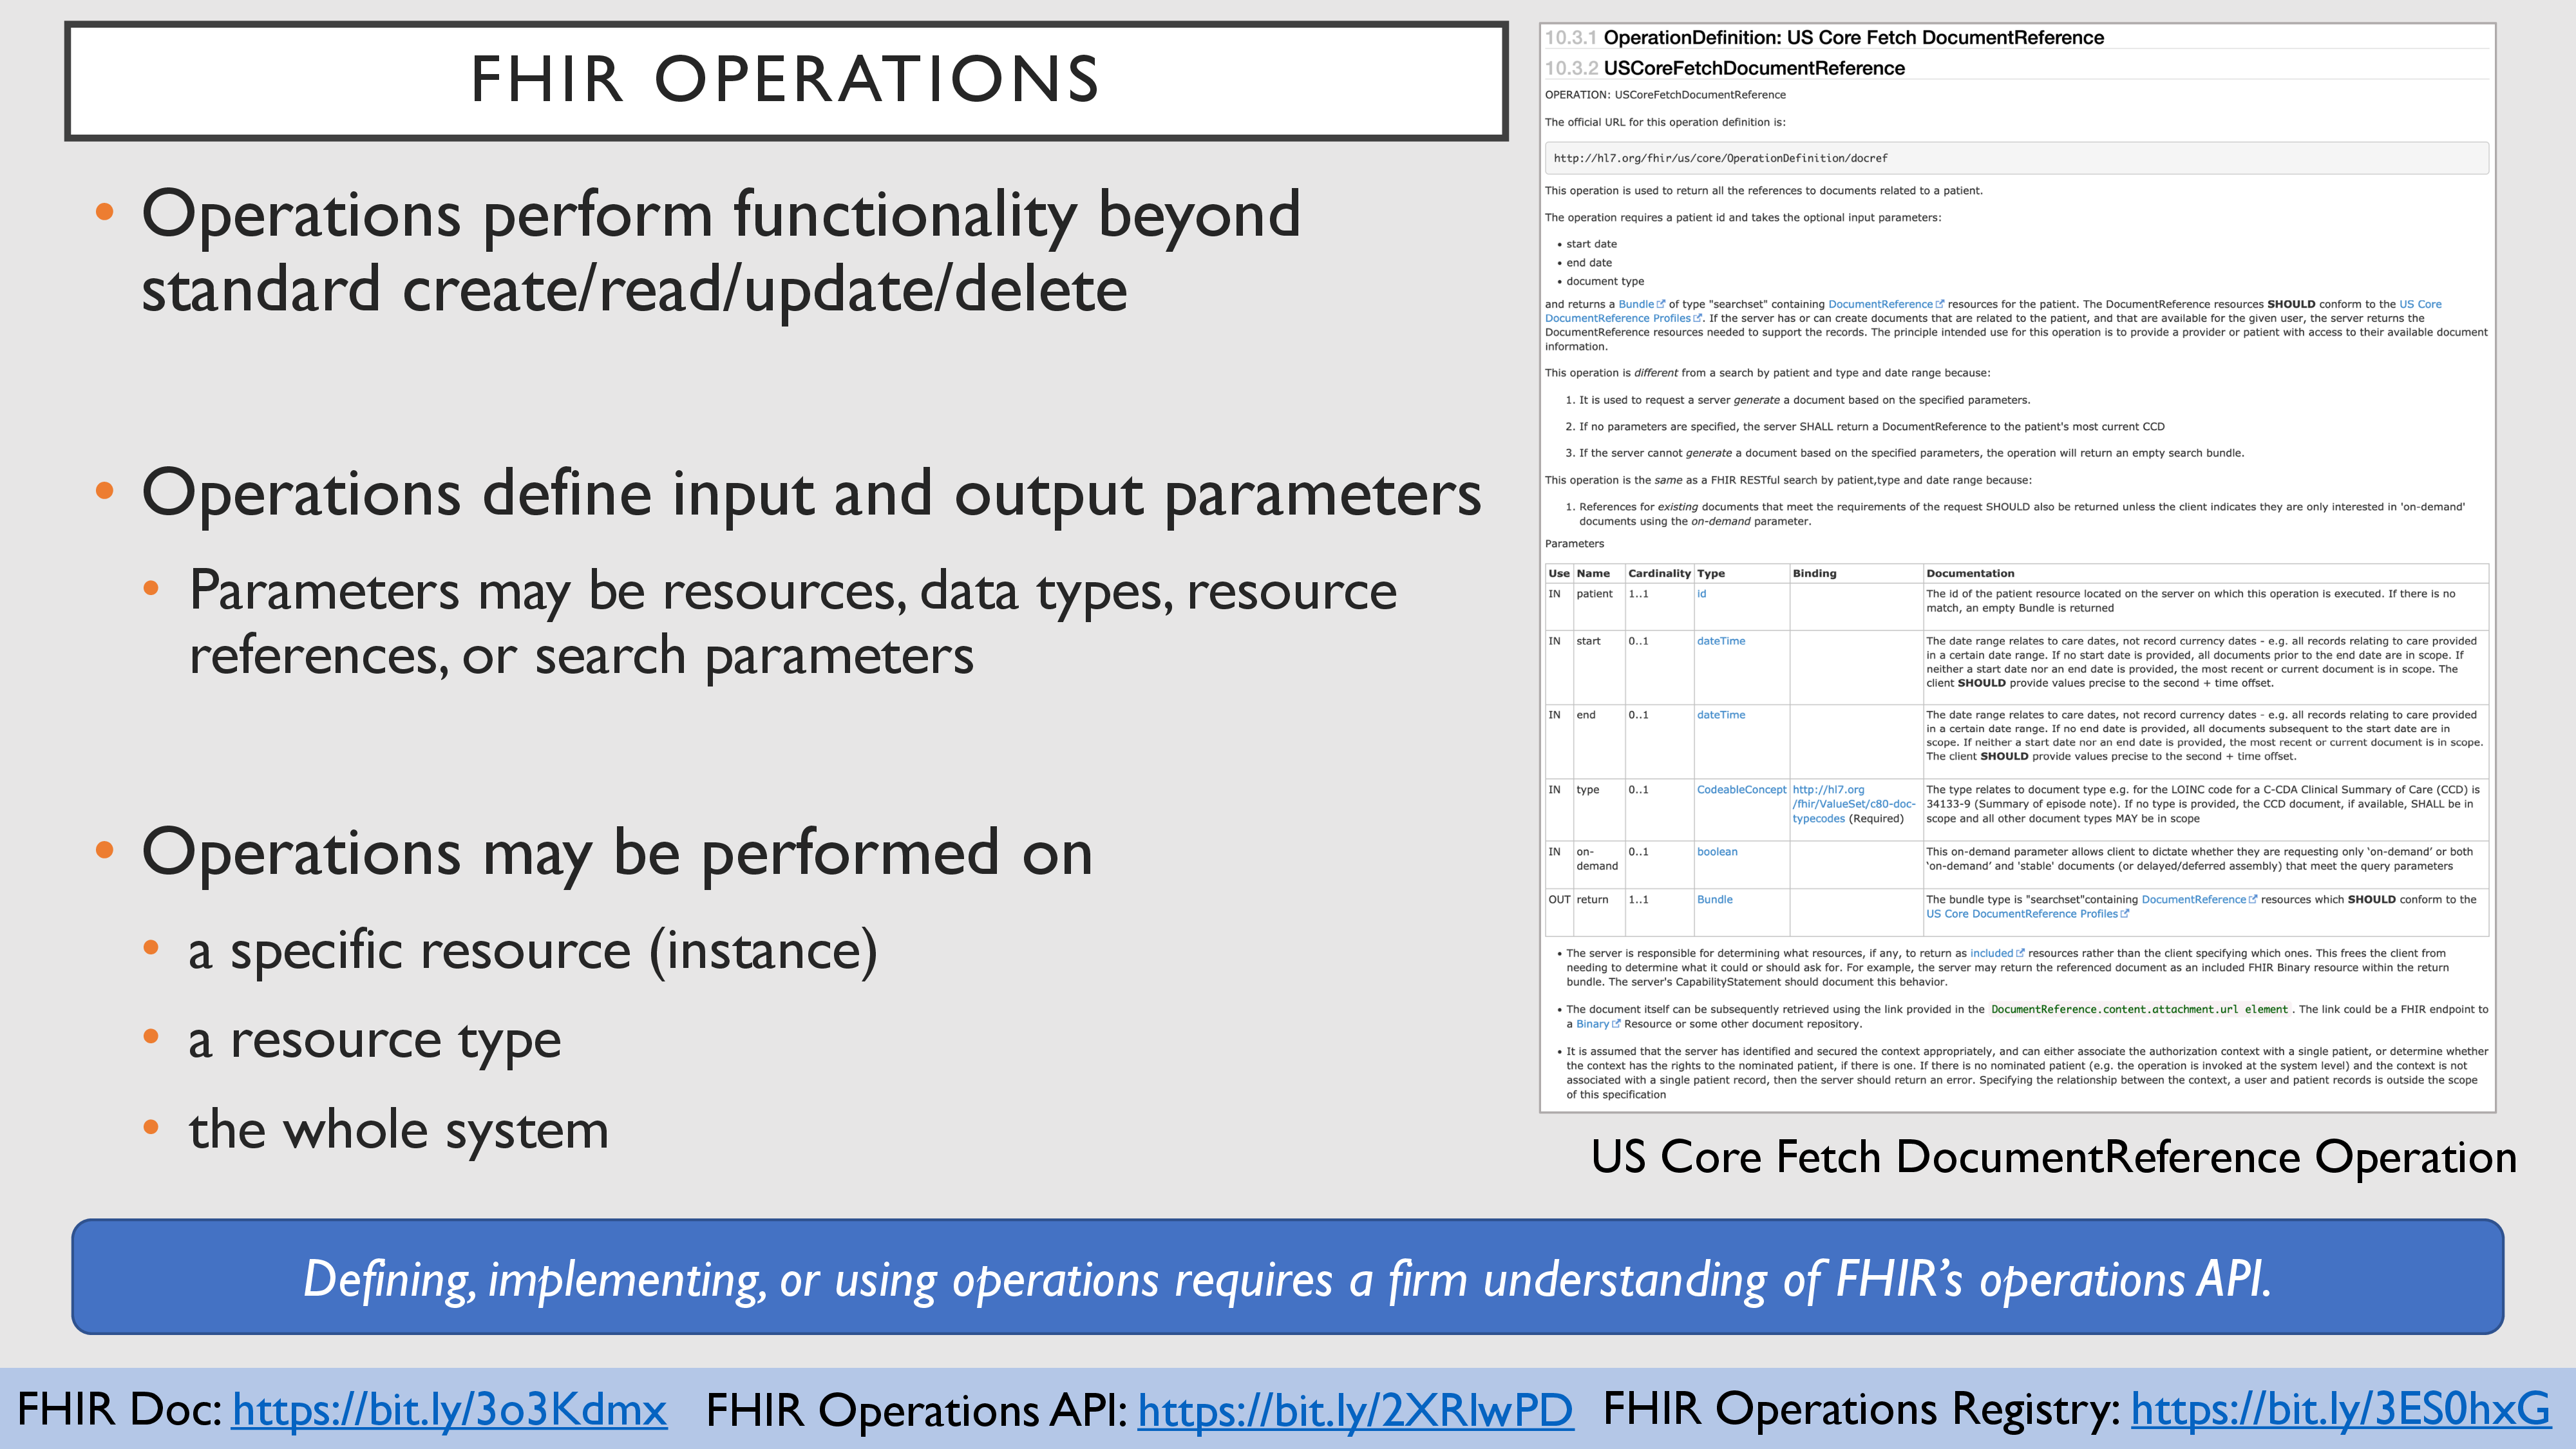 FHIR OPERATIONS
• Operations perform functionality beyond
standard create/read/update/delete
• Operations define input and output parameters
• Parameters may be resources, data types, resource
references, or search parameters
• Operations may be performed on
• a specific resource (instance)
• a resource type
• the whole system
10.3.1 OperationDefinition: US Core Fetch DocumentReference
10.3.2 USCoreFetchDocumentReference
OPERATION: USCoreFetchDocumentReference
The official URL for this operation definition is:
http://hl7.org/fhir/us/core/OperationDefinition/docref
This operation is used to return all the references to documents related to a patient.
The operation requires a patient id and takes the optional input parameters:
• start date
• end date
• document type
and returns a Bundle of type "searchset" containing DocumentReference resources for the patient. The DocumentReference resources SHOULD conform to the US Core
DocumentReference Profiles. If the server has or can create documents that are related to the patient, and that are available for the given user, the server returns the
DocumentReference resources needed to support the records. The principle intended use for this operation is to provide a provider or patient with access to their available document
information.
This operation is different from a search by patient and type and date range because:
1. It is used to request a server generate a document based on the specified parameters.
2. If no parameters are specified, the server SHALL return a DocumentReference to the patient's most current CCD
3. If the server cannot generate a document based on the specified parameters, the operation will return an empty search bundle.
This operation is the same as a FHIR RESTful search by patient,type and date range because:
1. References for existing documents that meet the requirements of the request SHOULD also be returned unless the client indicates they are only interested in 'on-demand'
documents using the on-demand parameter.
Parameters
Use Name Cardinality Type Binding Documentation
IN patient 1..1 id The id of the patient resource located on the server on which this operation is executed. If there is no
match, an empty Bundle is returned
IN start 0..1 dateTime The date range relates to care dates, not record currency dates - e.g. all records relating to care provided
in a certain date range. If no start date is provided, all documents prior to the end date are in scope. If
neither a start date nor an end date is provided, the most recent or current document is in scope. The
client SHOULD provide values precise to the second + time offset.
IN end 0..1 dateTime The date range relates to care dates, not record currency dates - e.g. all records relating to care provided
in a certain date range. If no end date is provided, all documents subsequent to the start date are in
scope. If neither a start date nor an end date is provided, the most recent or current document is in scope.
The client SHOULD provide values precise to the second + time offset.
IN type 0..1 CodeableConcept http://hl7.org The type relates to document type e.g. for the LOINC code for a C-CDA Clinical Summary of Care (CCD) is
/fhir/ValueSet/c80-doc- 34133-9 (Summary of episode note). If no type is provided, the CCD document, if available, SHALL be in
typecodes (Required) scope and all other document types MAY be in scope
IN on- 0..1 boolean This on-demand parameter allows client to dictate whether they are requesting only ‘on-demand’ or both
demand ‘on-demand’ and 'stable' documents (or delayed/deferred assembly) that meet the query parameters
OUT return 1..1 Bundle The bundle type is "searchset"containing DocumentReference resources which SHOULD conform to the
US Core DocumentReference Profiles
• The server is responsible for determining what resources, if any, to return as included resources rather than the client specifying which ones. This frees the client from
needing to determine what it could or should ask for. For example, the server may return the referenced document as an included FHIR Binary resource within the return
bundle. The server's CapabilityStatement should document this behavior.
• The document itself can be subsequently retrieved using the link provided in the DocumentReference.content.attachment.url element . The link could be a FHIR endpoint to
a Binary Resource or some other document repository.
• It is assumed that the server has identified and secured the context appropriately, and can either associate the authorization context with a single patient, or determine whether
the context has the rights to the nominated patient, if there is one. If there is no nominated patient (e.g. the operation is invoked at the system level) and the context is not
associated with a single patient record, then the server should return an error. Specifying the relationship between the context, a user and patient records is outside the scope
of this specification
US Core Fetch DocumentReference Operation
Defining, implementing, or using operations requires a firm understanding of FHIR’s operations API.
FHIR Doc: https://bit.ly/3o3Kdmx FHIR Operations API: https://bit.ly/2XRlwPD FHIR Operations Registry: https://bit.ly/3ES0hxG